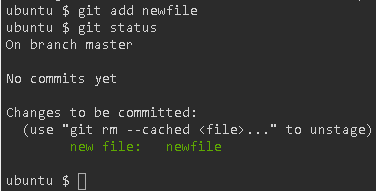 ubuntu $ git add newfile
ubuntu $ git status
On branch master
No commits yet
Changes to be committed:
(use "git rm --cached <file>..." to unstage)
new file:   newfile
ubuntu $